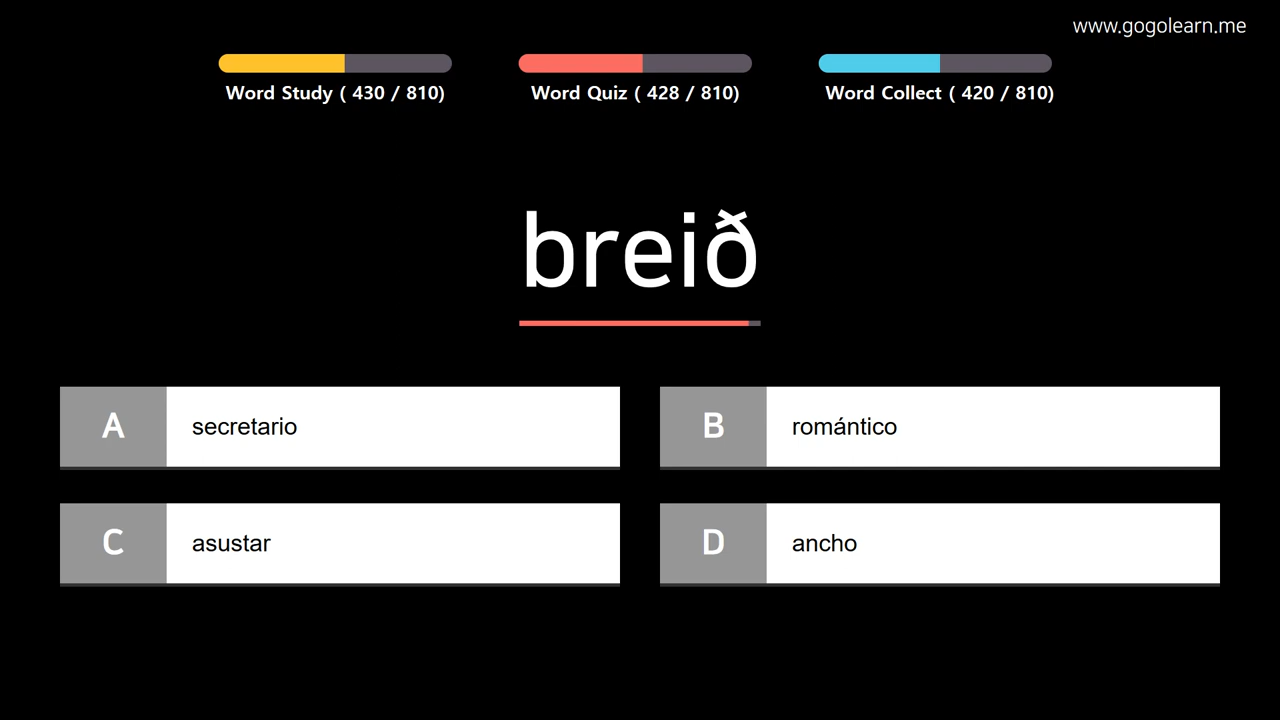 www.gogolearn.me
Word Study ( 430 / 810)
Word Quiz ( 428 / 810)
Word Collect ( 420 / 810)
breið
A secretario
B romántico
C asustar
D ancho